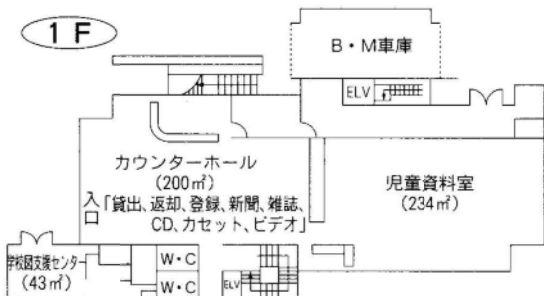 1 F
B・M車庫
ELV
カウンターホール
(200㎡)
児童資料室
(234㎡)
入口
「貸出、返却、登録、新聞、雑誌、
CD、カセット、ビデオ」
学校図支援センター
(43㎡)
W・C
W・C
ELV